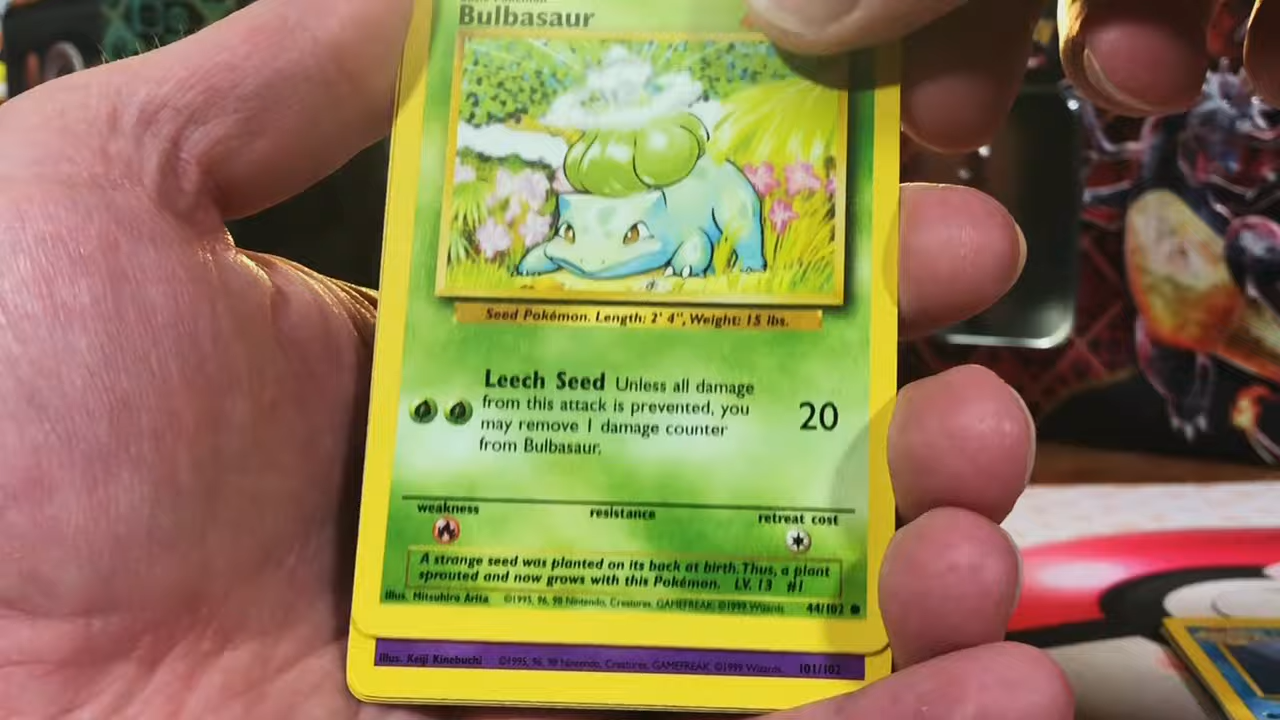 Bulbasaur
Seed Pokémon. Length: 2' 4", Weight: 15 lbs.
Leech Seed Unless all damage
from this attack is prevented, you
may remove 1 damage counter
from Bulbasaur.
20
weakness resistance retreat cost
A strange seed was planted on its back at birth. Thus, a plant
sprouted and now grows with this Pokémon. LV. 13 #1
Illus. Mitsuhiro Arita ©1995, 96, 98 Nintendo, Creatures, GAMEFREAK. ©1999 Wizards. 44/102
Illus. Keiji Kinebuchi ©1995, 96, 98 Nintendo, Creatures, GAMEFREAK. ©1999 Wizards. 101/102